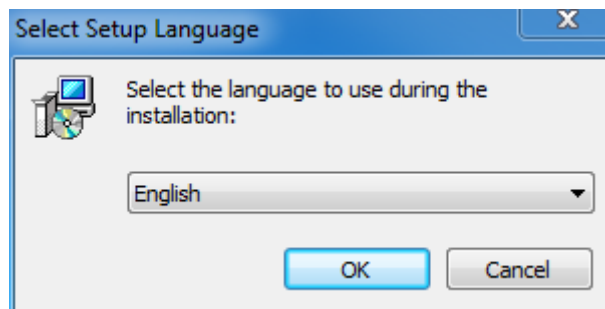 Select Setup Language
Select the language to use during the
installation:
English
OK
Cancel